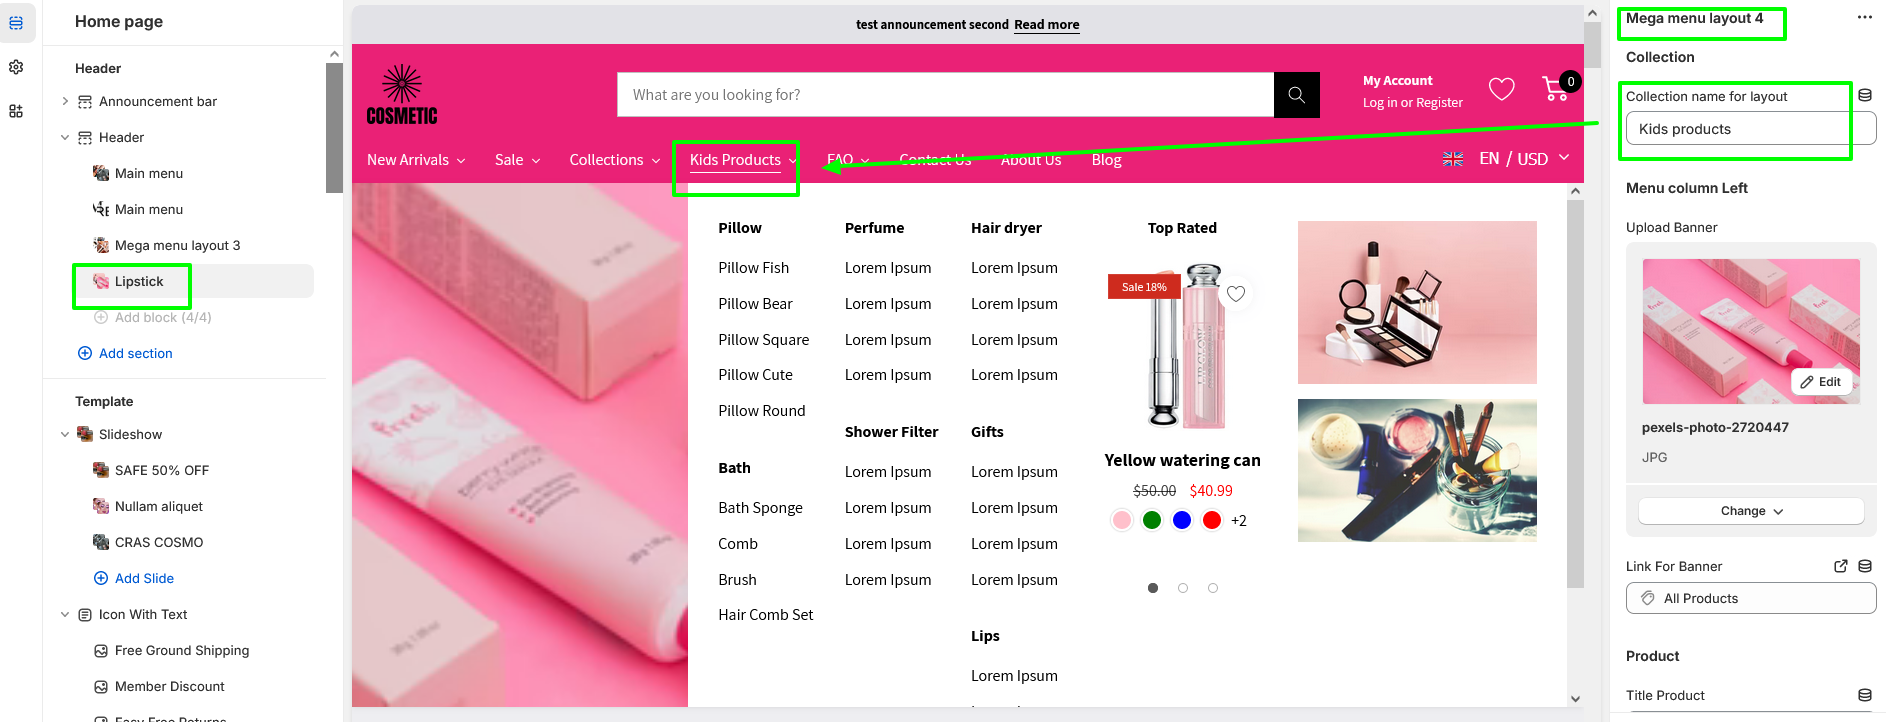 Home page
Header
Announcement bar
Header
Main menu
Main menu
Mega menu layout 3
Lipstick
Add block (4/4)
Add section
Template
Slideshow
SAFE 50% OFF
Nullam aliquet
CRAS COSMO
Add Slide
Icon With Text
Free Ground Shipping
Member Discount
Easy Free Returns
test announcement second Read more
COSMETIC
What are you looking for?
My Account
Log in or Register
0
New Arrivals
Sale
Collections
Kids Products
FAQ
Contact Us
About Us
Blog
EN / USD
Pillow
Pillow Fish
Pillow Bear
Pillow Square
Pillow Cute
Pillow Round
Bath
Bath Sponge
Comb
Brush
Hair Comb Set
Perfume
Lorem Ipsum
Lorem Ipsum
Lorem Ipsum
Lorem Ipsum
Shower Filter
Lorem Ipsum
Lorem Ipsum
Lorem Ipsum
Lorem Ipsum
Hair dryer
Lorem Ipsum
Lorem Ipsum
Lorem Ipsum
Lorem Ipsum
Gifts
Lorem Ipsum
Lorem Ipsum
Lorem Ipsum
Lorem Ipsum
Lips
Lorem Ipsum
Top Rated
Sale 18%
Yellow watering can
$50.00 $40.99
+2
Mega menu layout 4
Collection
Collection name for layout
Kids products
Menu column Left
Upload Banner
Edit
pexels-photo-2720447
JPG
Change
Link For Banner
All Products
Product
Title Product